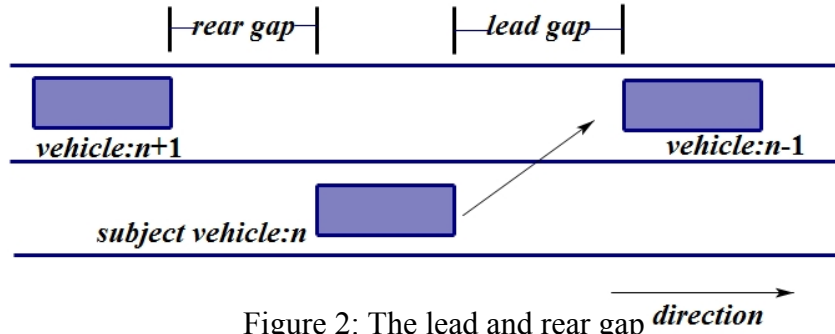 rear gap
lead gap
vehicle:n+1
vehicle:n-1
subject vehicle:n
direction
Figure 2: The lead and rear gap